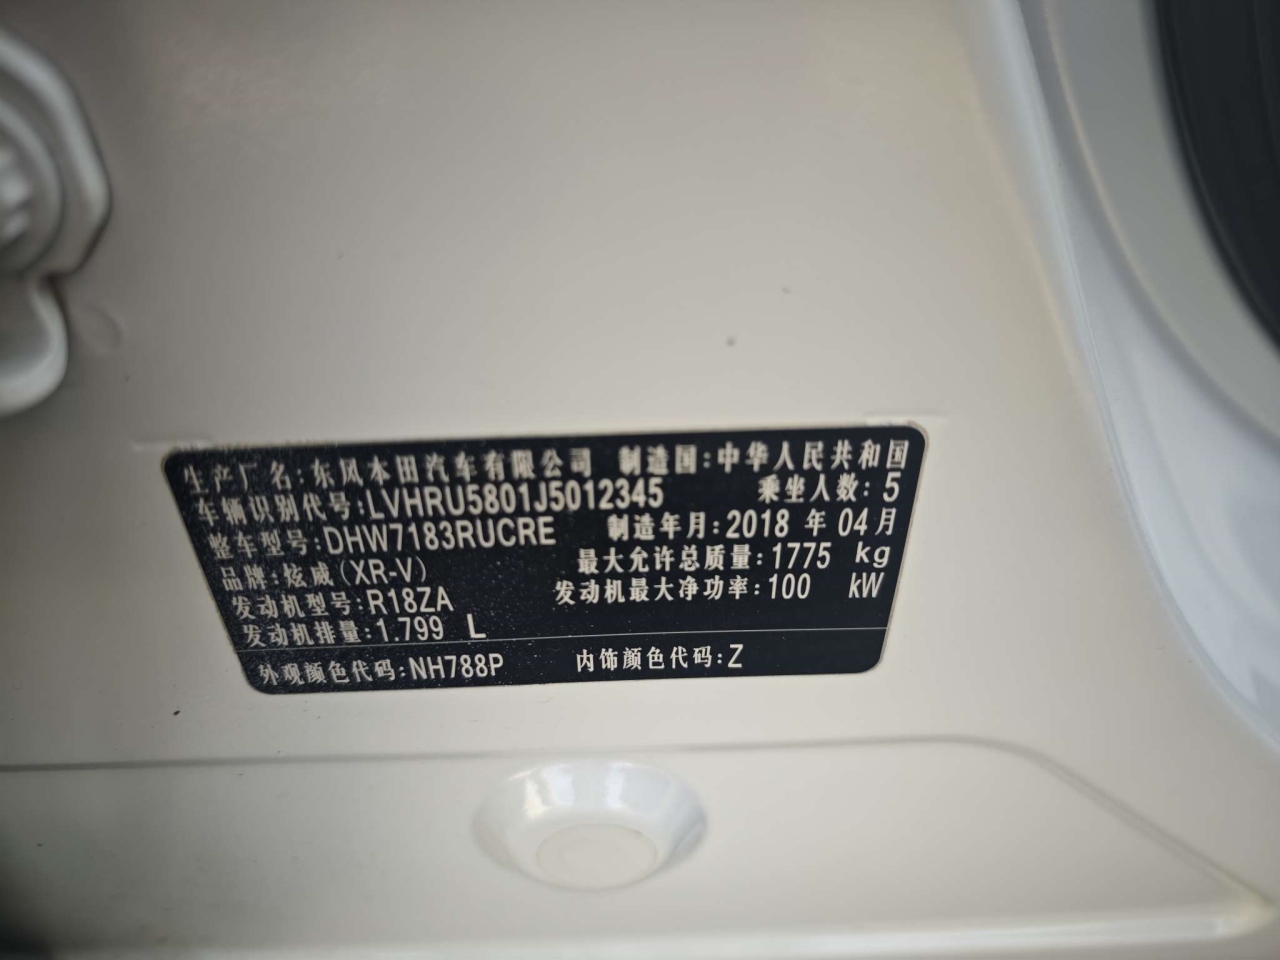 生产厂名:东风本田汽车有限公司 制造国:中华人民共和国
车辆识别代号:LVHRU5801J5012345 乘坐人数:5
整车型号:DHW7183RUCRE 制造年月:2018 年 04月
品牌:炫威(XR-V) 最大允许总质量:1775 kg
发动机型号:R18ZA 发动机最大净功率:100 kW
发动机排量:1.799 L
外观颜色代码:NH788P 内饰颜色代码:Z